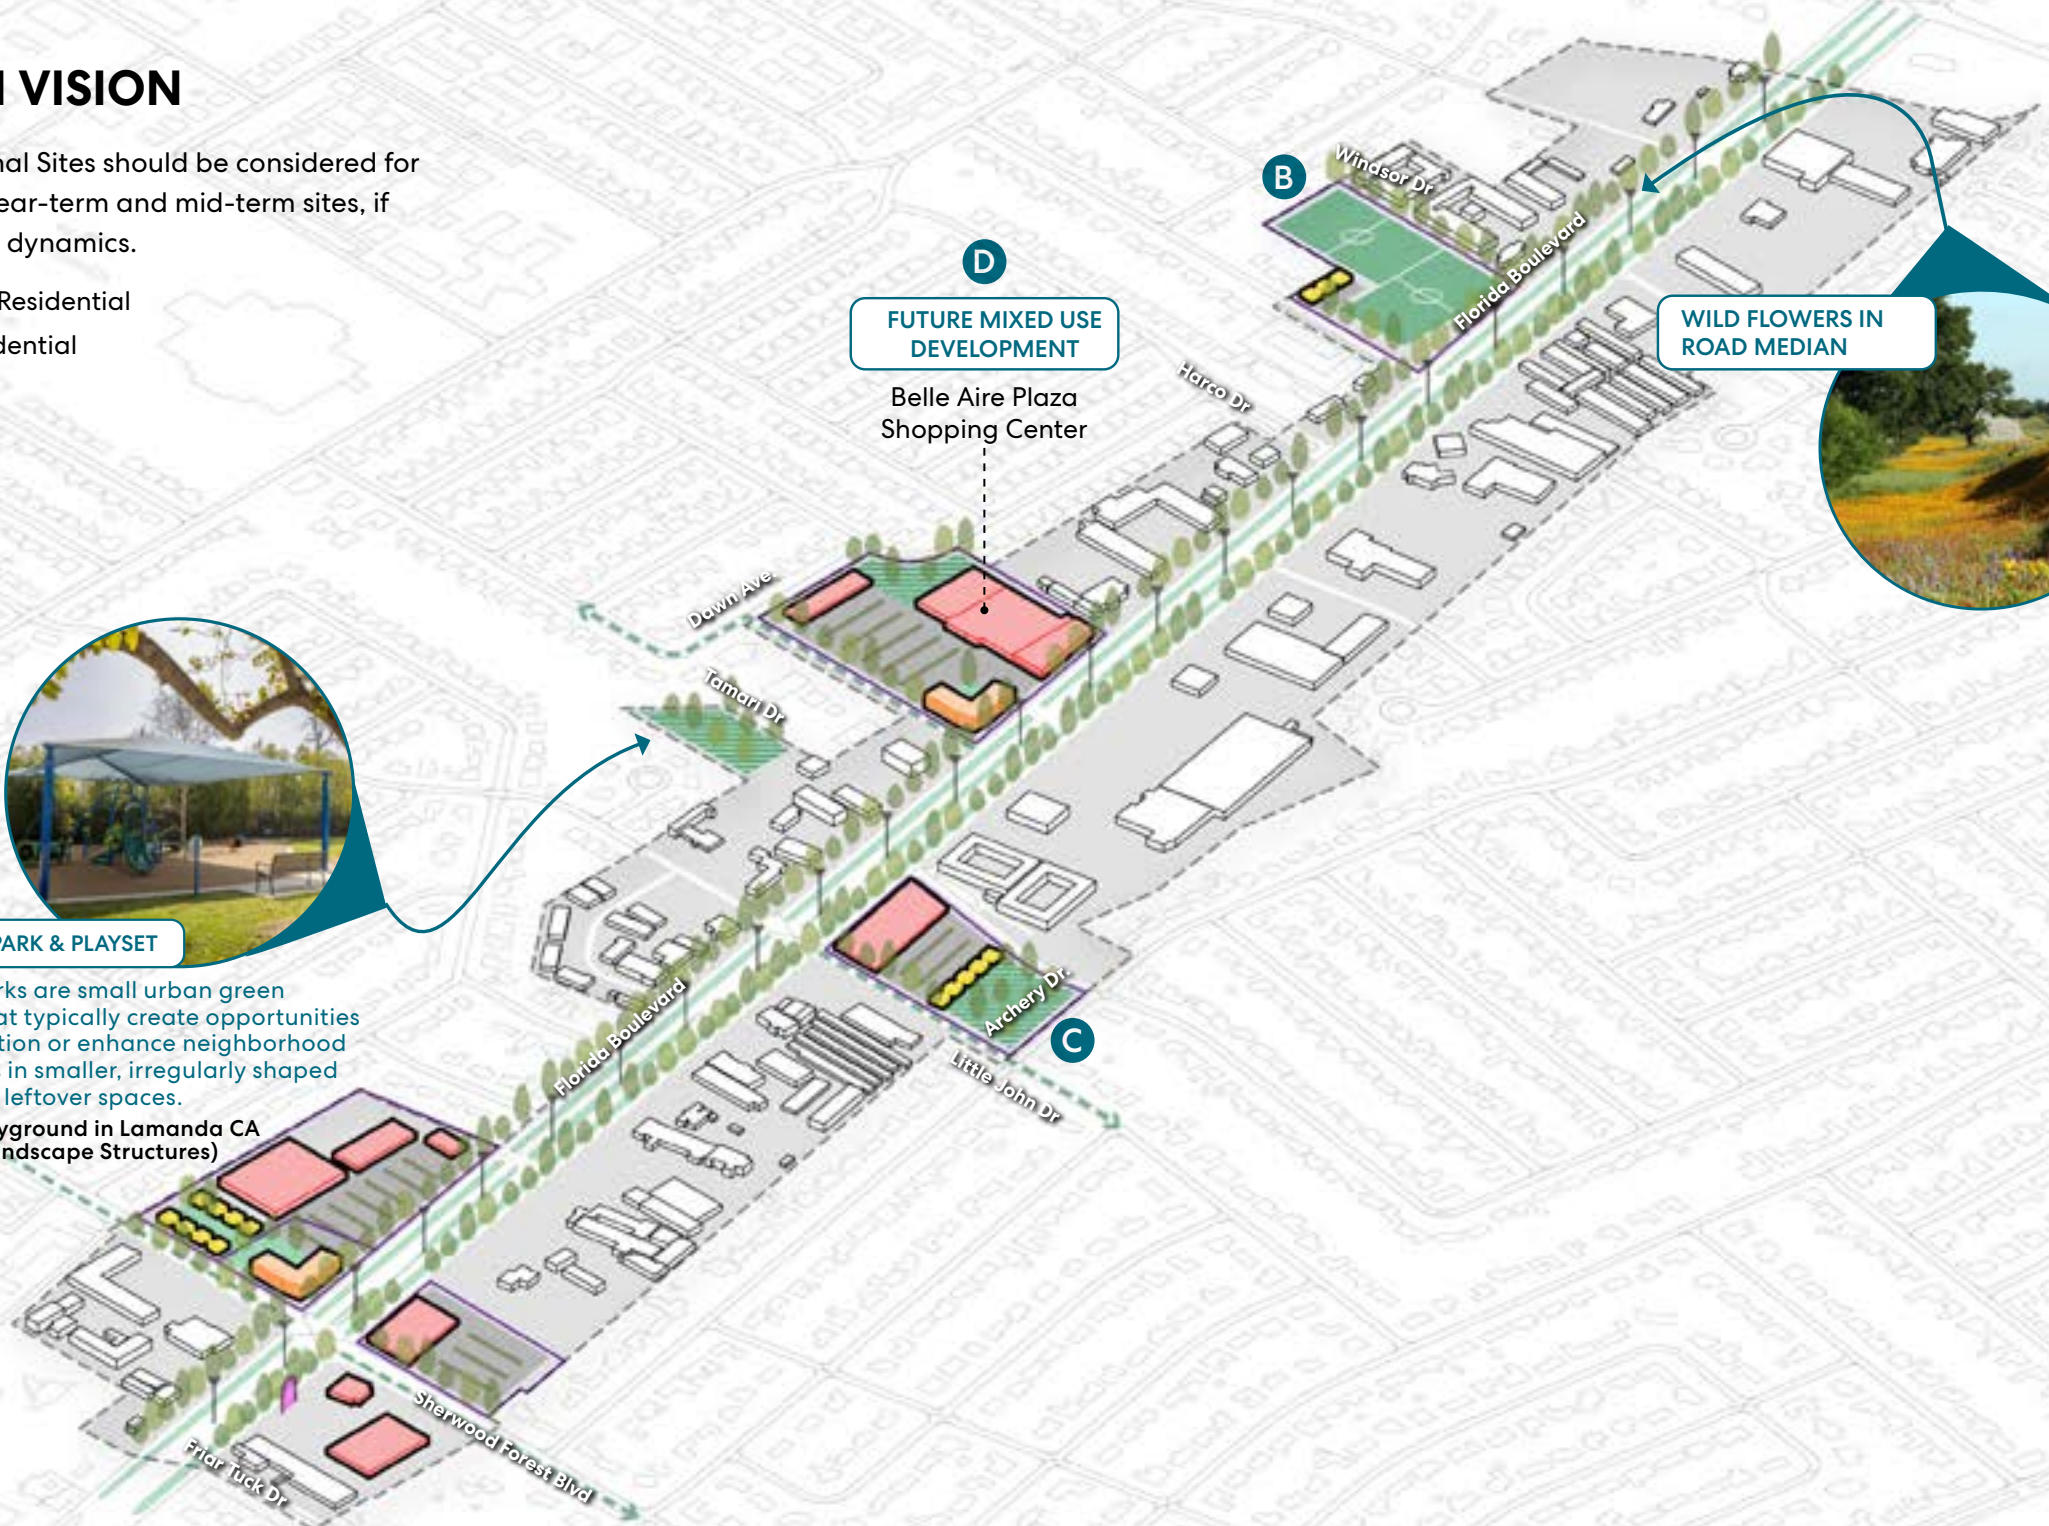 VISION
nal Sites should be considered for
ear-term and mid-term sites, if
dynamics.
Residential
dential
B
Windsor Dr
Florida Boulevard
D
FUTURE MIXED USE
DEVELOPMENT
Belle Aire Plaza
Shopping Center
WILD FLOWERS IN
ROAD MEDIAN
Harco Dr
Dawn Ave.
Tamari Dr
PARK & PLAYSET
rks are small urban green
at typically create opportunities
tion or enhance neighborhood
s in smaller, irregularly shaped
leftover spaces.
yground in Lamanda CA
ndscape Structures)
Florida Boulevard
Archery Dr.
C
Little John Dr
Sherwood Forest Blvd
Friar Tuck Dr